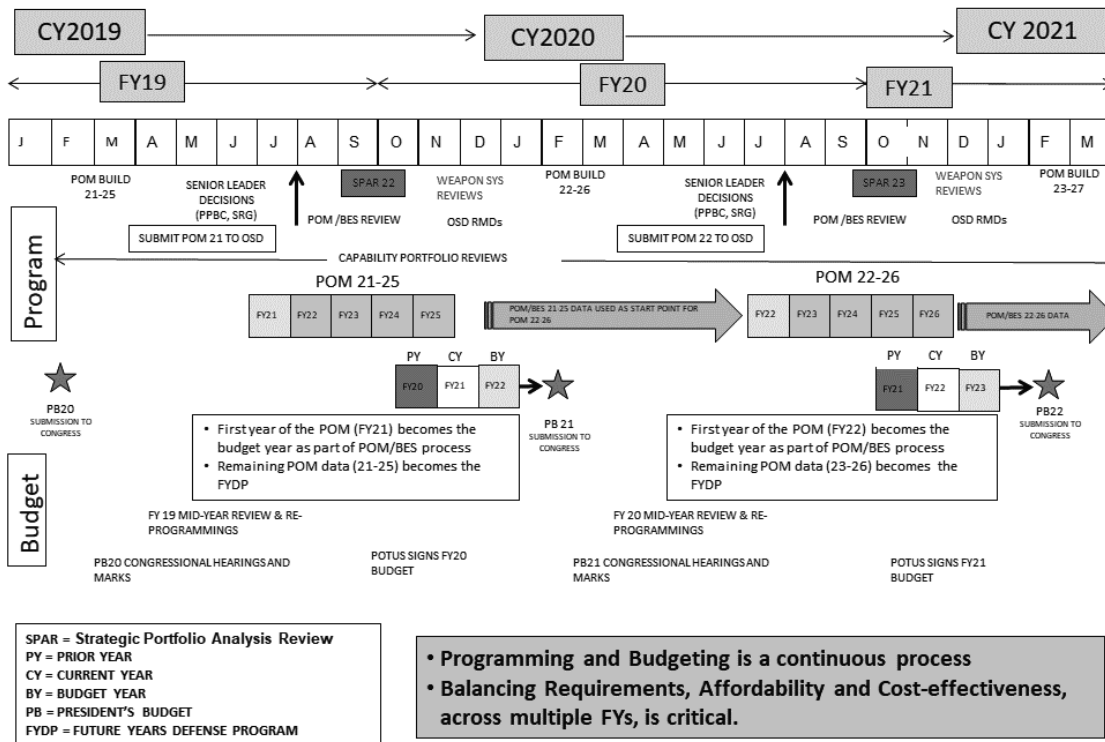 CY2019
CY2020
CY 2021
FY19
FY20
FY21
J F M A M J J A S O N D J F M A M J J A S O N D J F M
POM BUILD
21-25
SENIOR LEADER
DECISIONS
(PPBC, SRG)
SPAR 22
WEAPON SYS
REVIEWS
POM BUILD
22-26
SENIOR LEADER
DECISIONS
(PPBC, SRG)
SPAR 23
WEAPON SYS
REVIEWS
POM BUILD
23-27
POM /BES REVIEW
OSD RMDs
POM /BES REVIEW
OSD RMDs
SUBMIT POM 21 TO OSD
SUBMIT POM 22 TO OSD
CAPABILITY PORTFOLIO REVIEWS
Program
POM 21-25
POM 22-26
FY21 FY22 FY23 FY24 FY25
POM/BES 21-25 DATA USED AS START POINT FOR
POM 22-26
FY22 FY23 FY24 FY25 FY26
POM/BES 22-26 DATA
PY CY BY
FY20 FY21 FY22
PY CY BY
FY21 FY22 FY23
PB20
SUBMISSION TO
CONGRESS
PB 21
SUBMISSION TO
CONGRESS
PB22
SUBMISSION TO
CONGRESS
• First year of the POM (FY21) becomes the
budget year as part of POM/BES process
• Remaining POM data (21-25) becomes the
FYDP
• First year of the POM (FY22) becomes the
budget year as part of POM/BES process
• Remaining POM data (23-26) becomes the
FYDP
Budget
FY 19 MID-YEAR REVIEW & RE-
PROGRAMMINGS
FY 20 MID-YEAR REVIEW & RE-
PROGRAMMINGS
PB20 CONGRESSIONAL HEARINGS AND
MARKS
POTUS SIGNS FY20
BUDGET
PB21 CONGRESSIONAL HEARINGS AND
MARKS
POTUS SIGNS FY21
BUDGET
SPAR = Strategic Portfolio Analysis Review
PY = PRIOR YEAR
CY = CURRENT YEAR
BY = BUDGET YEAR
PB = PRESIDENT'S BUDGET
FYDP = FUTURE YEARS DEFENSE PROGRAM
• Programming and Budgeting is a continuous process
• Balancing Requirements, Affordability and Cost-effectiveness,
across multiple FYs, is critical.